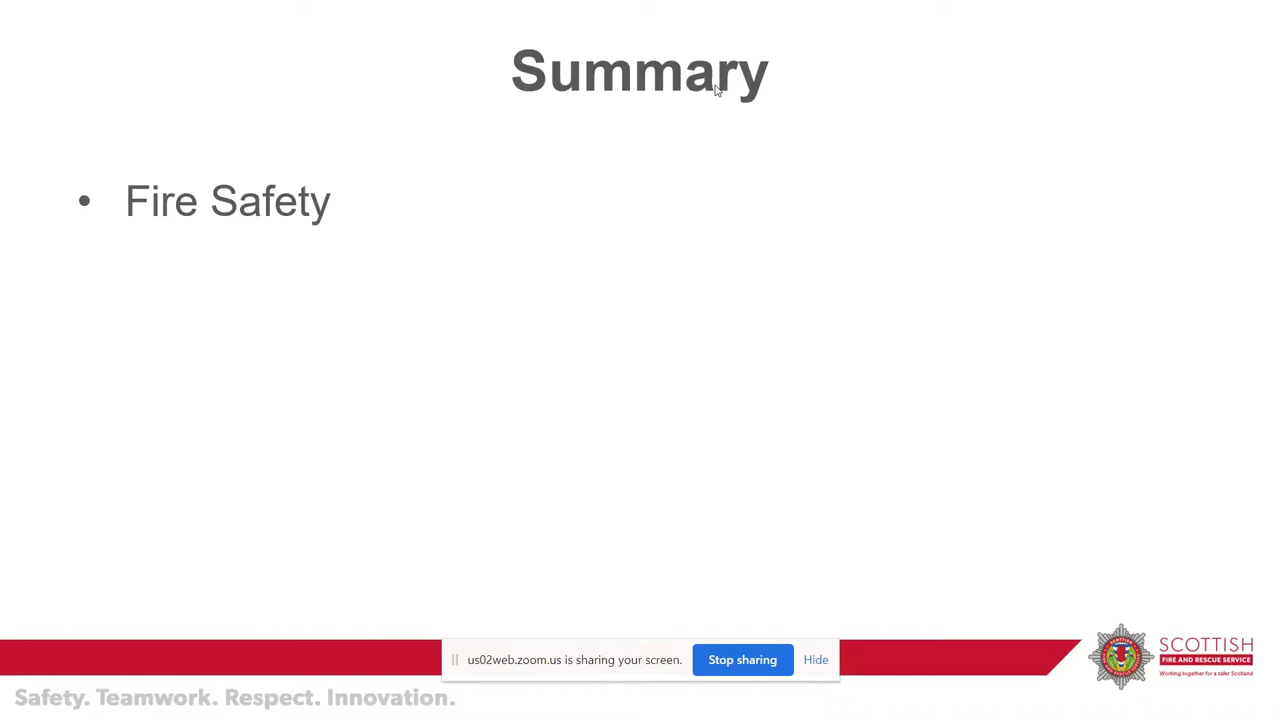 Summary
• Fire Safety
us02web.zoom.us is sharing your screen.
Stop sharing
Hide
SCOTTISH
FIRE AND RESCUE SERVICE
Working together for a safer Scotland
Safety. Teamwork. Respect. Innovation.